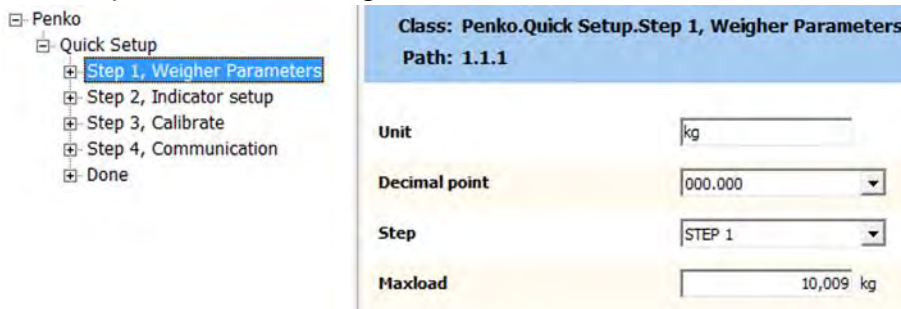 Penko
Quick Setup
Step 1, Weigher Parameters
Step 2, Indicator setup
Step 3, Calibrate
Step 4, Communication
Done
Class: Penko.Quick Setup.Step 1, Weigher Parameters
Path: 1.1.1
Unit kg
Decimal point 000.000
Step STEP 1
Maxload 10,009 kg